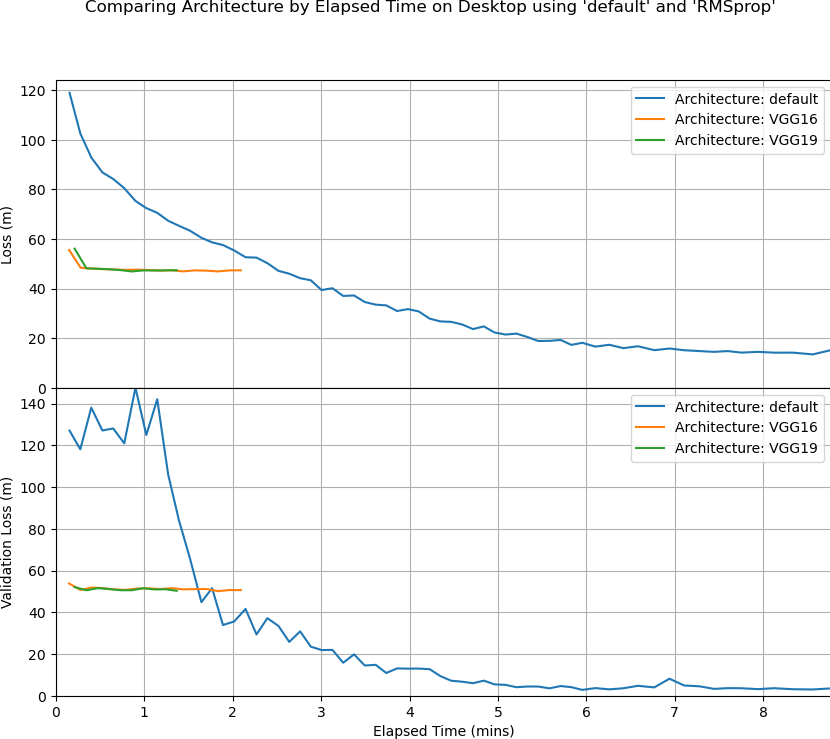 Comparing Architecture by Elapsed Time on Desktop using 'default' and 'RMSprop'
120
100
80
60
40
20
0
Loss (m)
Architecture: default
Architecture: VGG16
Architecture: VGG19
140
120
100
80
60
40
20
0
Validation Loss (m)
Architecture: default
Architecture: VGG16
Architecture: VGG19
0 1 2 3 4 5 6 7 8
Elapsed Time (mins)